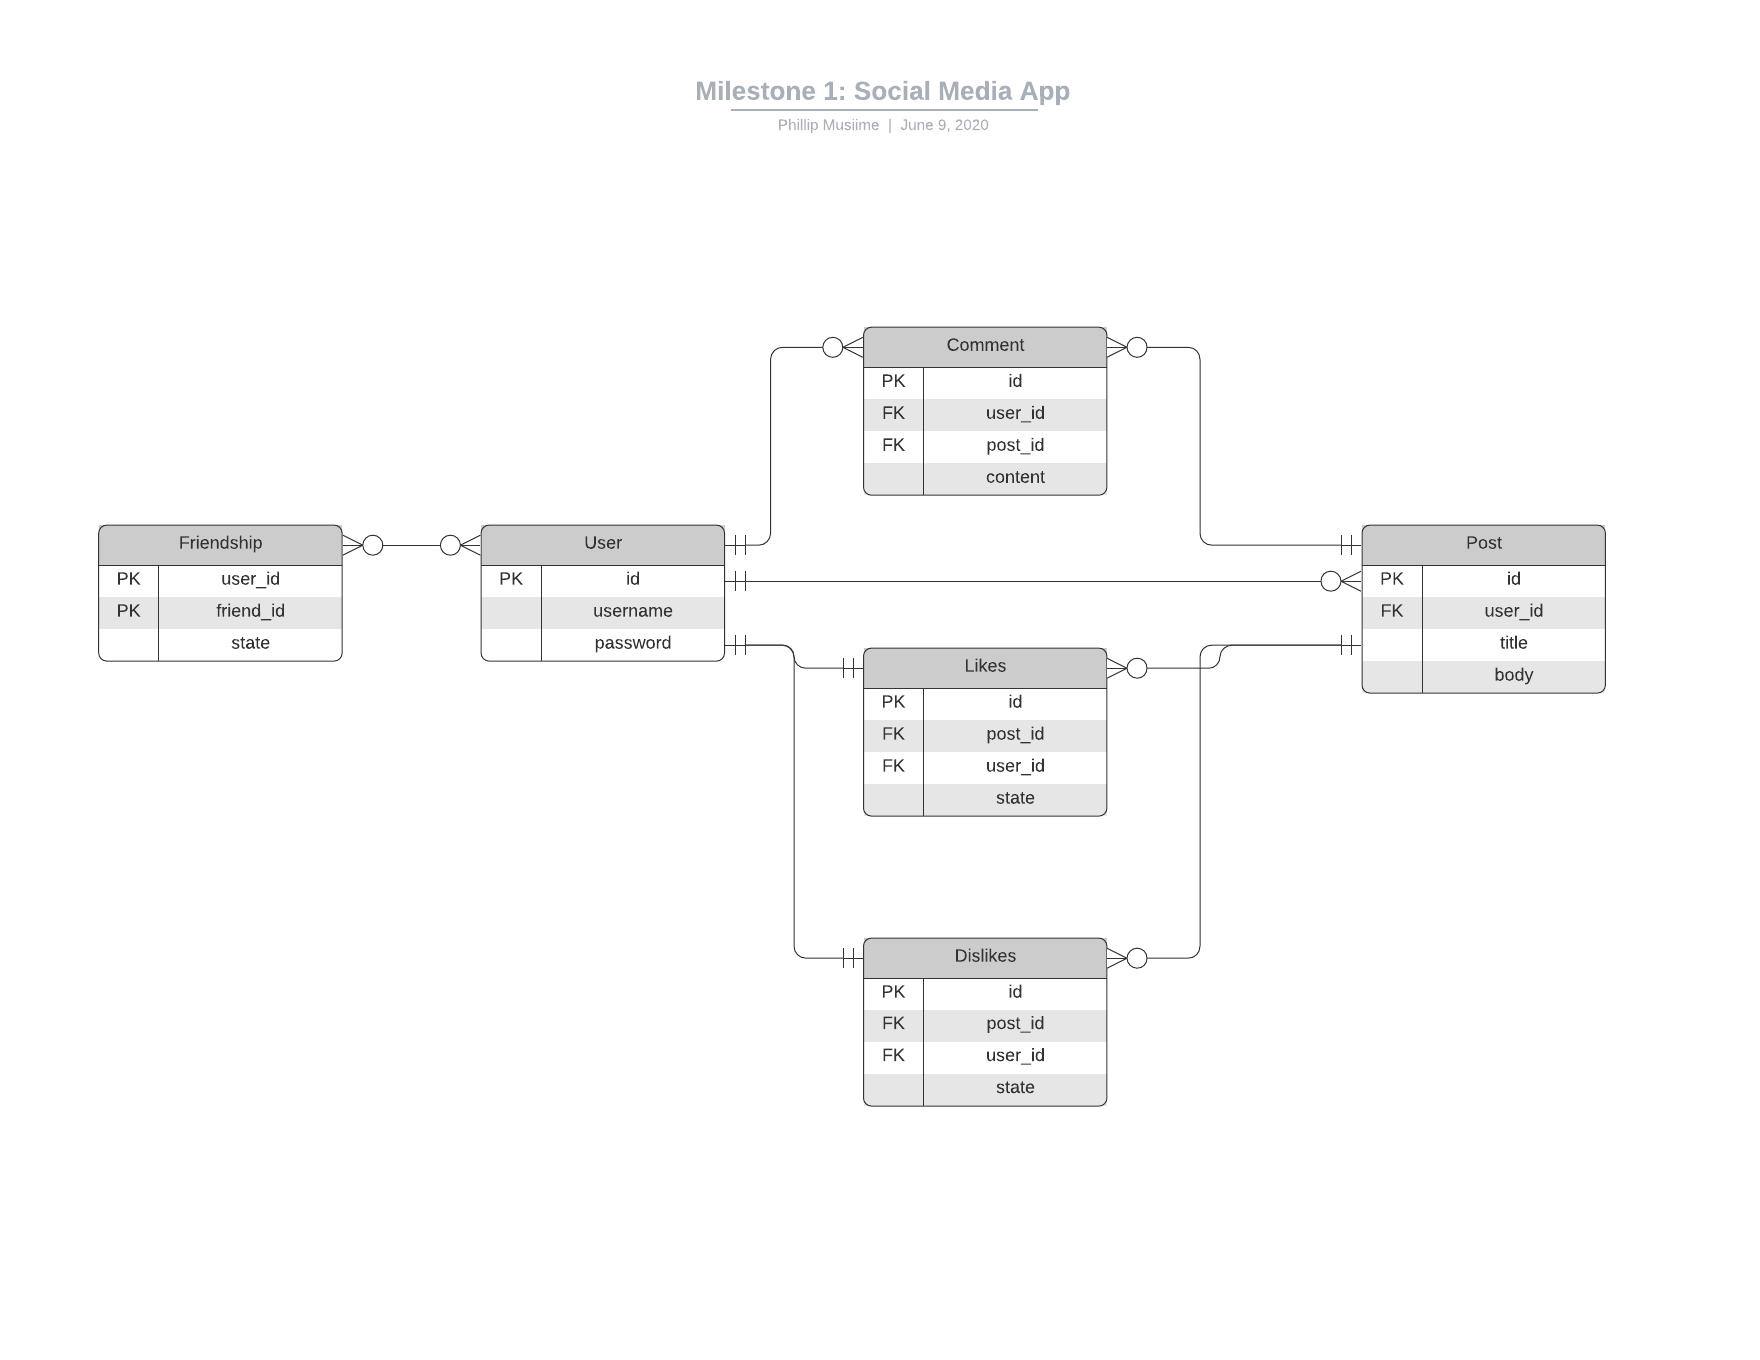 Milestone 1: Social Media App
Phillip Musiime | June 9, 2020
Friendship
PK user_id
PK friend_id
state
User
PK id
username
password
Comment
PK id
FK user_id
FK post_id
content
Likes
PK id
FK post_id
FK user_id
state
Dislikes
PK id
FK post_id
FK user_id
state
Post
PK id
FK user_id
title
body